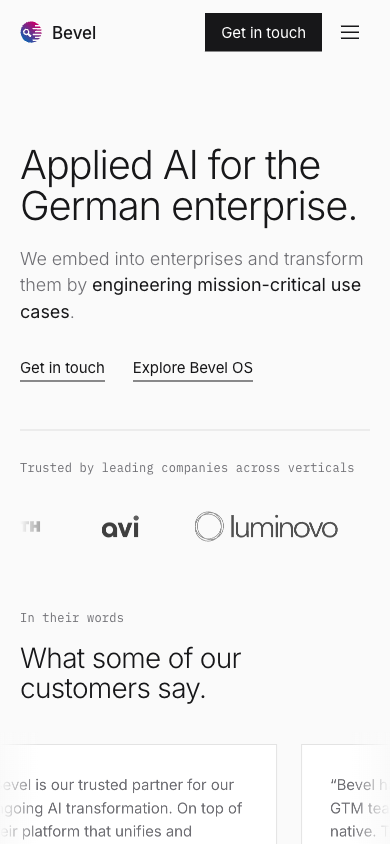 Bevel
Get in touch
Applied AI for the
German enterprise.
We embed into enterprises and transform
them by engineering mission-critical use
cases.
Get in touch
Explore Bevel OS
Trusted by leading companies across verticals
TH
avi
luminovo
In their words
What some of our
customers say.
evel is our trusted partner for our
going AI transformation. On top of
eir platform that unifies and
“Bevel h
GTM tea
native. T